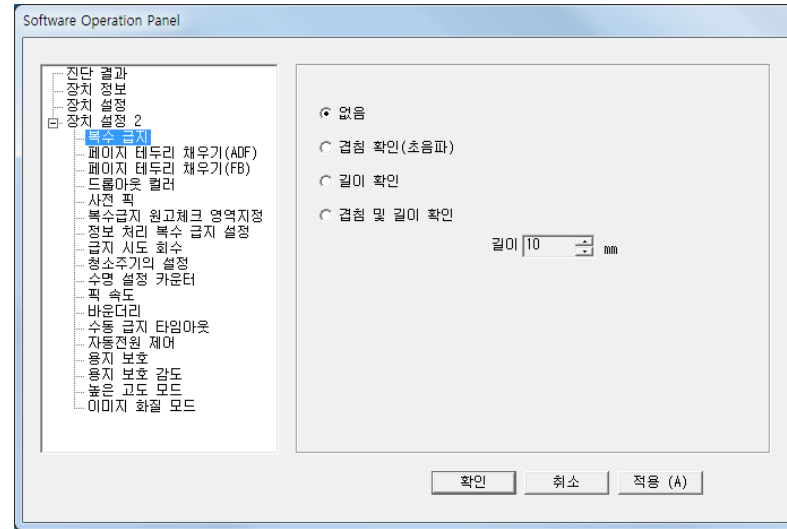 Software Operation Panel
진단 결과
장치 정보
장치 설정
장치 설정 2
복수 급지
페이지 테두리 채우기(ADF)
페이지 테두리 채우기(FB)
드롭아웃 컬러
사전 픽
복수급지 원고체크 영역지정
정보 처리 복수 급지 설정
급지 시도 회수
청소주기의 설정
수명 설정 카운터
픽 속도
바운더리
수동 급지 타임아웃
자동전원 제어
용지 보호
용지 보호 감도
높은 고도 모드
이미지 화질 모드
없음
겹침 확인(초음파)
길이 확인
겹침 및 길이 확인
길이 10 mm
확인 취소 적용 (A)